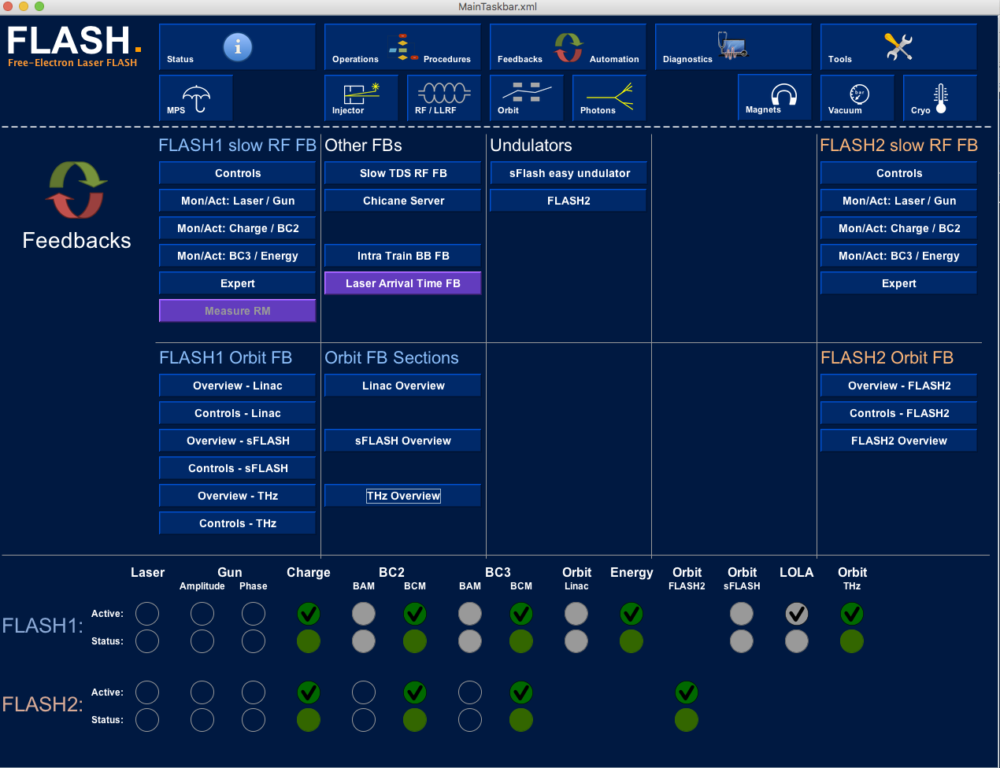 MainTaskbar.xml
FLASH.
Free-Electron Laser FLASH
Status
Operations Procedures
Feedbacks Automation
Diagnostics
Tools
MPS
Injector
RF / LLRF
Orbit
Photons
Magnets
bar
Vacuum
Cryo
Feedbacks
FLASH1 slow RF FB
Controls
Mon/Act: Laser / Gun
Mon/Act: Charge / BC2
Mon/Act: BC3 / Energy
Expert
Measure RM
Other FBs
Slow TDS RF FB
Chicane Server
Intra Train BB FB
Laser Arrival Time FB
Undulators
sFlash easy undulator
FLASH2
FLASH2 slow RF FB
Controls
Mon/Act: Laser / Gun
Mon/Act: Charge / BC2
Mon/Act: BC3 / Energy
Expert
FLASH1 Orbit FB
Overview - Linac
Controls - Linac
Overview - sFLASH
Controls - sFLASH
Overview - THz
Controls - THz
Orbit FB Sections
Linac Overview
sFLASH Overview
THz Overview
FLASH2 Orbit FB
Overview - FLASH2
Controls - FLASH2
FLASH2 Overview
Laser Gun Charge BC2 BC3 Orbit Energy Orbit Orbit LOLA Orbit
Amplitude Phase BAM BCM BAM BCM Linac FLASH2 sFLASH THz
FLASH1:
Active:
Status:
FLASH2:
Active:
Status: